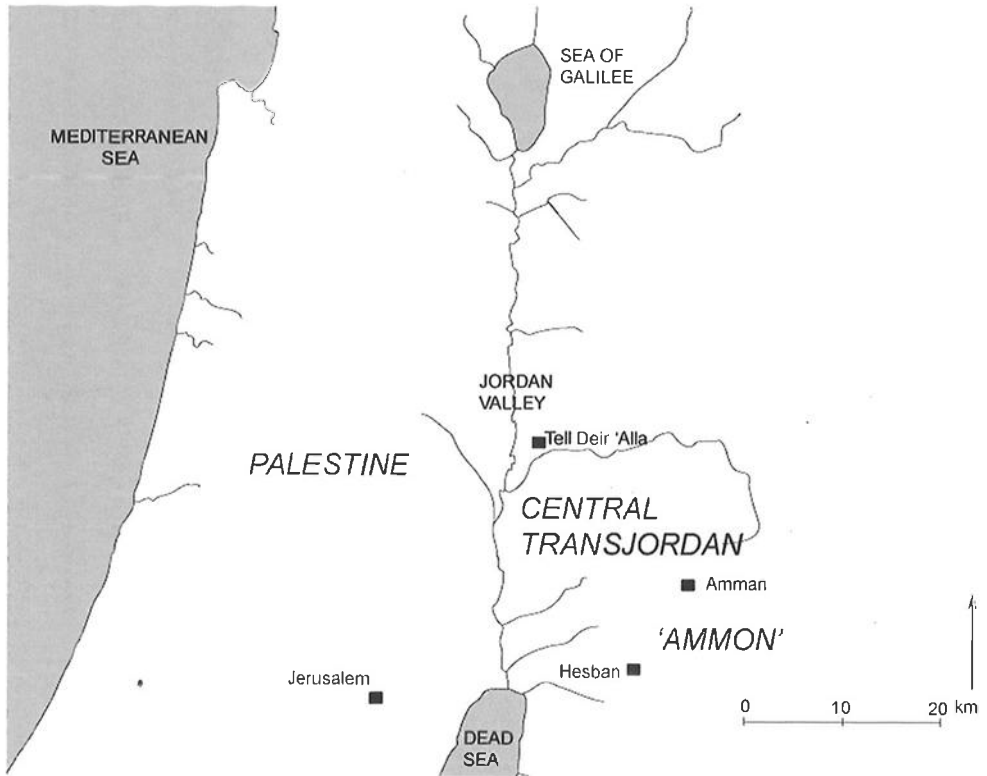 SEA OF
GALILEE
MEDITERRANEAN
SEA
JORDAN
VALLEY
Tell Deir 'Alla
PALESTINE
CENTRAL
TRANSJORDAN
Amman
'AMMON'
Hesban
Jerusalem
0 10 20 km
DEAD
SEA